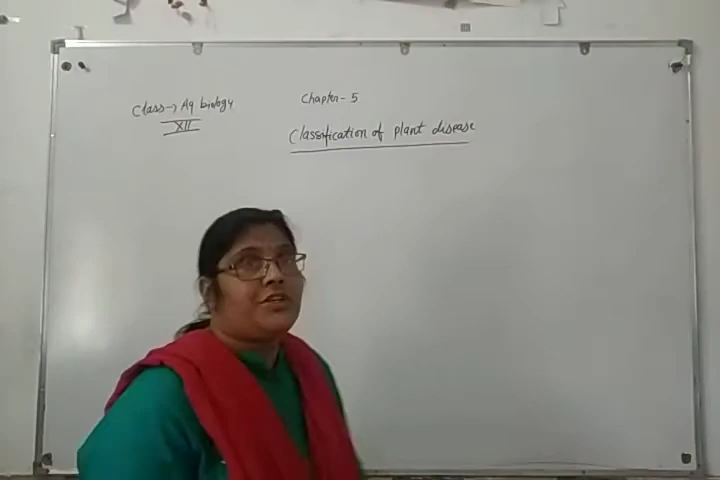 Class → Ag biology
XII
Chapter - 5
Classification of plant disease